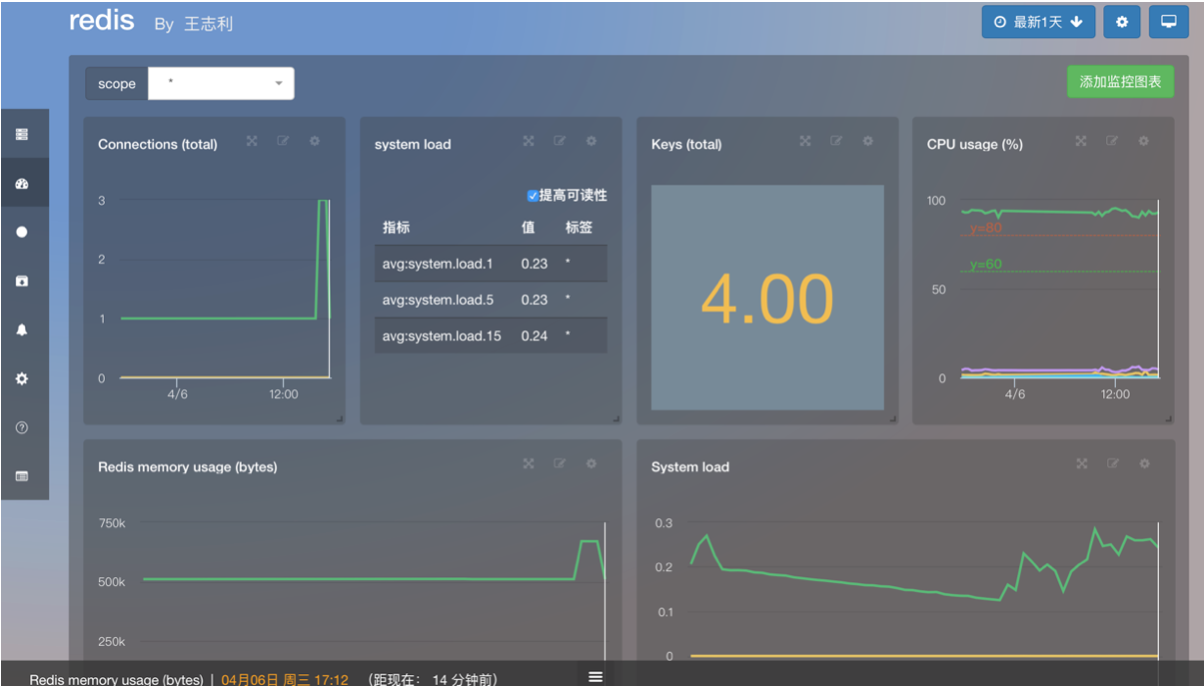 redis By 王志利
最新1天
scope *
添加监控图表
Connections (total)
3
2
1
0
4/6 12:00
system load
提高可读性
指标 值 标签
avg:system.load.1 0.23 *
avg:system.load.5 0.23 *
avg:system.load.15 0.24 *
Keys (total)
4.00
CPU usage (%)
100
y=80
y=60
50
0
4/6 12:00
Redis memory usage (bytes)
750k
500k
250k
System load
0.3
0.2
0.1
0
Redis memory usage (bytes) | 04月06日 周三 17:12 （距现在： 14 分钟前）